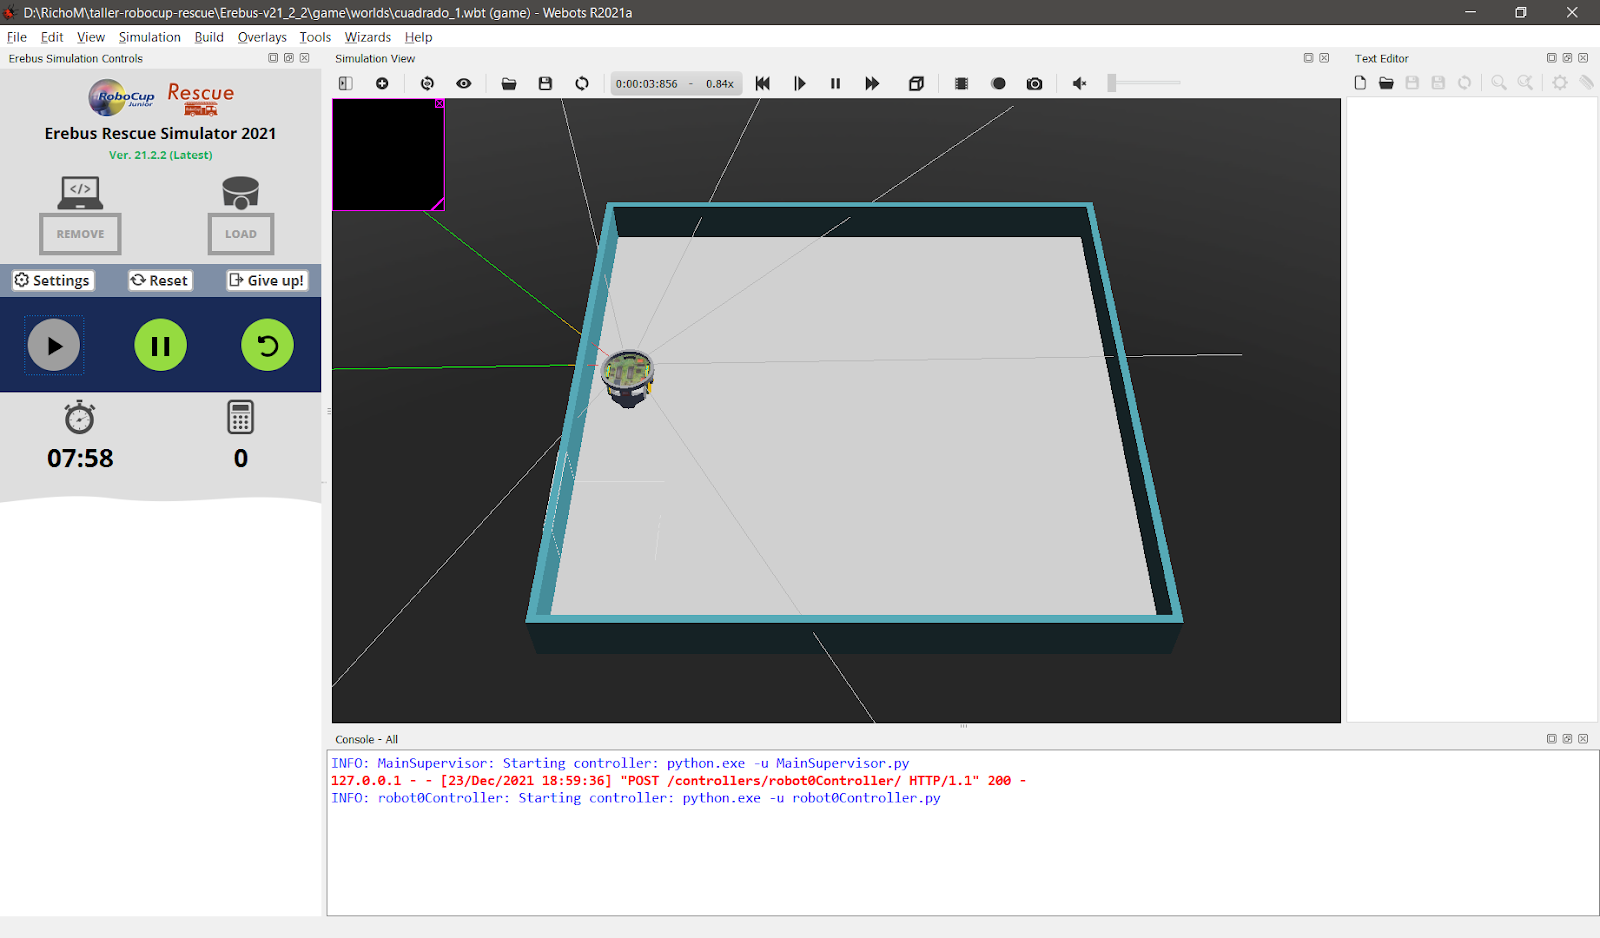 D:\RichoM\taller-robocup-rescue\Erebus-v21_2_2\game\worlds\cuadrado_1.wbt (game) - Webots R2021a
File Edit View Simulation Build Overlays Tools Wizards Help
Erebus Simulation Controls
RoboCup
Junior
Rescue
Erebus Rescue Simulator 2021
Ver. 21.2.2 (Latest)
</>
REMOVE
LOAD
Settings
Reset
Give up!
07:58
0
Simulation View
0:00:03:856 - 0.84x
Text Editor
Console - All
INFO: MainSupervisor: Starting controller: python.exe -u MainSupervisor.py
127.0.0.1 - - [23/Dec/2021 18:59:36] "POST /controllers/robot0Controller/ HTTP/1.1" 200 -
INFO: robot0Controller: Starting controller: python.exe -u robot0Controller.py